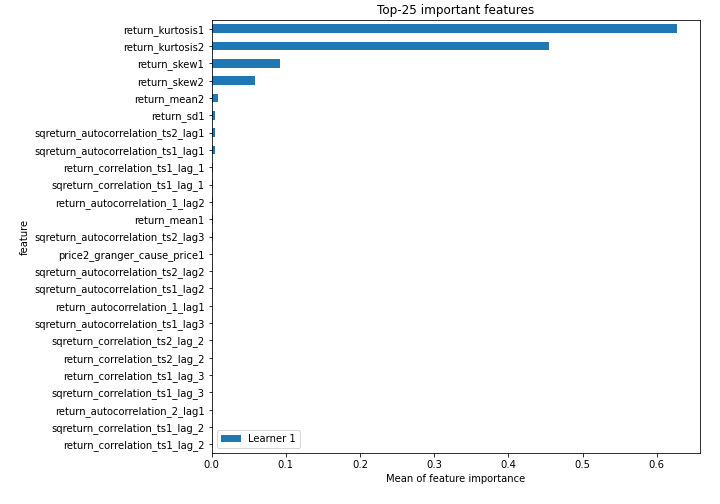 Top-25 important features
return_kurtosis1
return_kurtosis2
return_skew1
return_skew2
return_mean2
return_sd1
sqreturn_autocorrelation_ts2_lag1
sqreturn_autocorrelation_ts1_lag1
return_correlation_ts1_lag_1
sqreturn_correlation_ts1_lag_1
return_autocorrelation_1_lag2
return_mean1
sqreturn_autocorrelation_ts2_lag3
price2_granger_cause_price1
sqreturn_autocorrelation_ts2_lag2
sqreturn_autocorrelation_ts1_lag2
return_autocorrelation_1_lag1
sqreturn_autocorrelation_ts1_lag3
sqreturn_correlation_ts2_lag_2
return_correlation_ts2_lag_2
return_correlation_ts1_lag_3
sqreturn_correlation_ts1_lag_3
return_autocorrelation_2_lag1
sqreturn_correlation_ts1_lag_2
return_correlation_ts1_lag_2
feature
Learner 1
0.0 0.1 0.2 0.3 0.4 0.5 0.6
Mean of feature importance